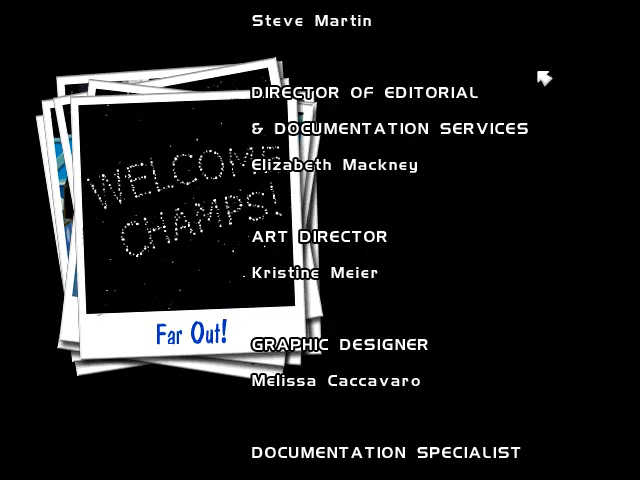 Steve Martin
DIRECTOR OF EDITORIAL
& DOCUMENTATION SERVICES
Elizabeth Mackney
WELCOME
CHAMPS!
ART DIRECTOR
Kristine Meier
Far Out!
GRAPHIC DESIGNER
Melissa Caccavaro
DOCUMENTATION SPECIALIST